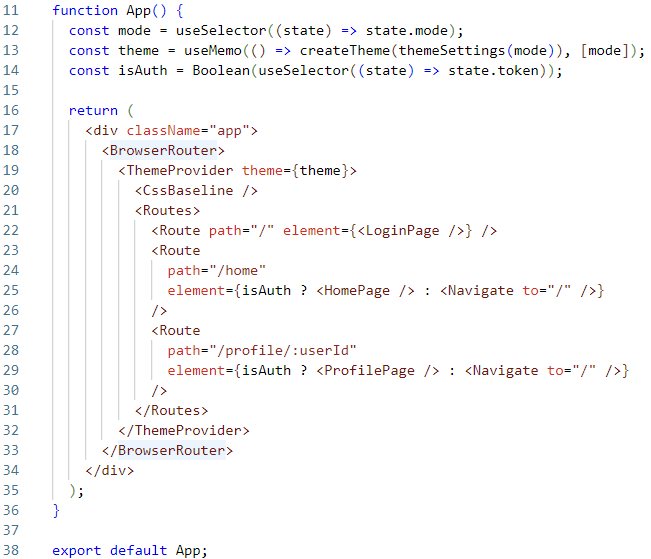 11 function App() {
12   const mode = useSelector((state) => state.mode);
13   const theme = useMemo(() => createTheme(themeSettings(mode)), [mode]);
14   const isAuth = Boolean(useSelector((state) => state.token));
15
16   return (
17     <div className="app">
18       <BrowserRouter>
19         <ThemeProvider theme={theme}>
20           <CssBaseline />
21           <Routes>
22             <Route path="/" element={<LoginPage />} />
23             <Route
24               path="/home"
25               element={isAuth ? <HomePage /> : <Navigate to="/" />}
26             />
27             <Route
28               path="/profile/:userId"
29               element={isAuth ? <ProfilePage /> : <Navigate to="/" />}
30             />
31           </Routes>
32         </ThemeProvider>
33       </BrowserRouter>
34     </div>
35   );
36 }
37
38 export default App;